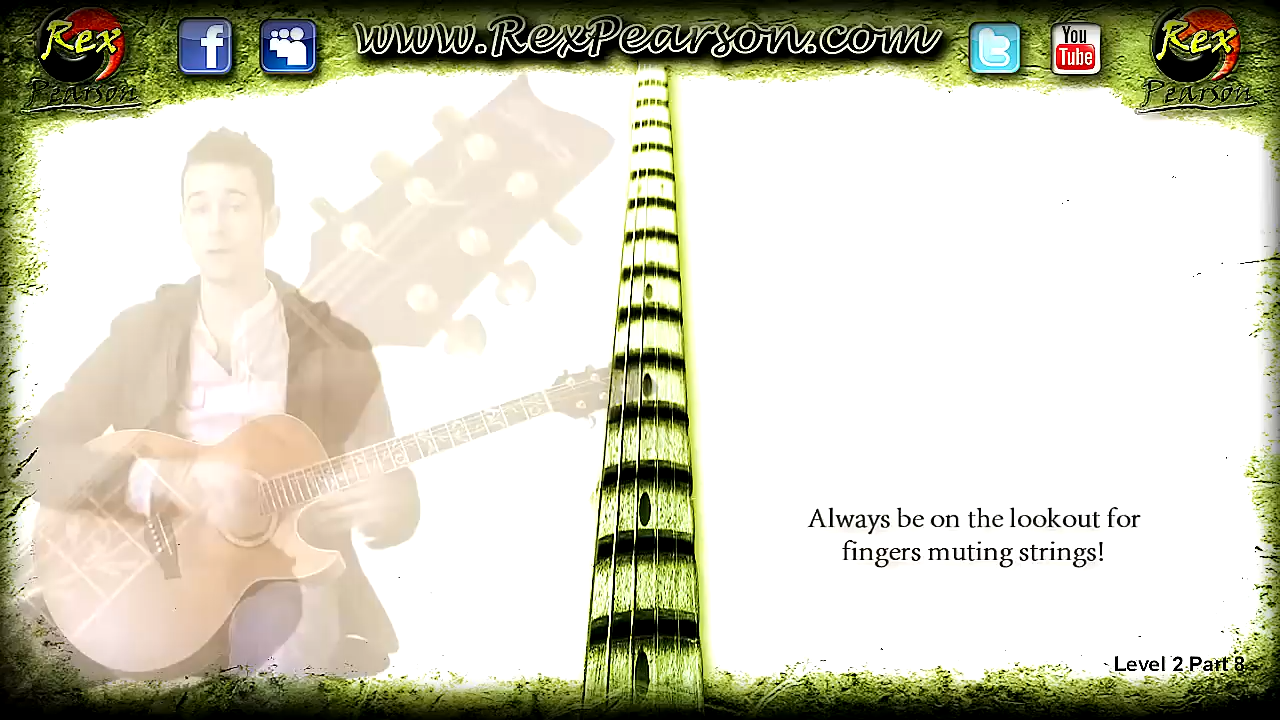 Rex
Pearson
www.RexPearson.com
You
Tube
Rex
Pearson
Always be on the lookout for
fingers muting strings!
Level 2 Part 8